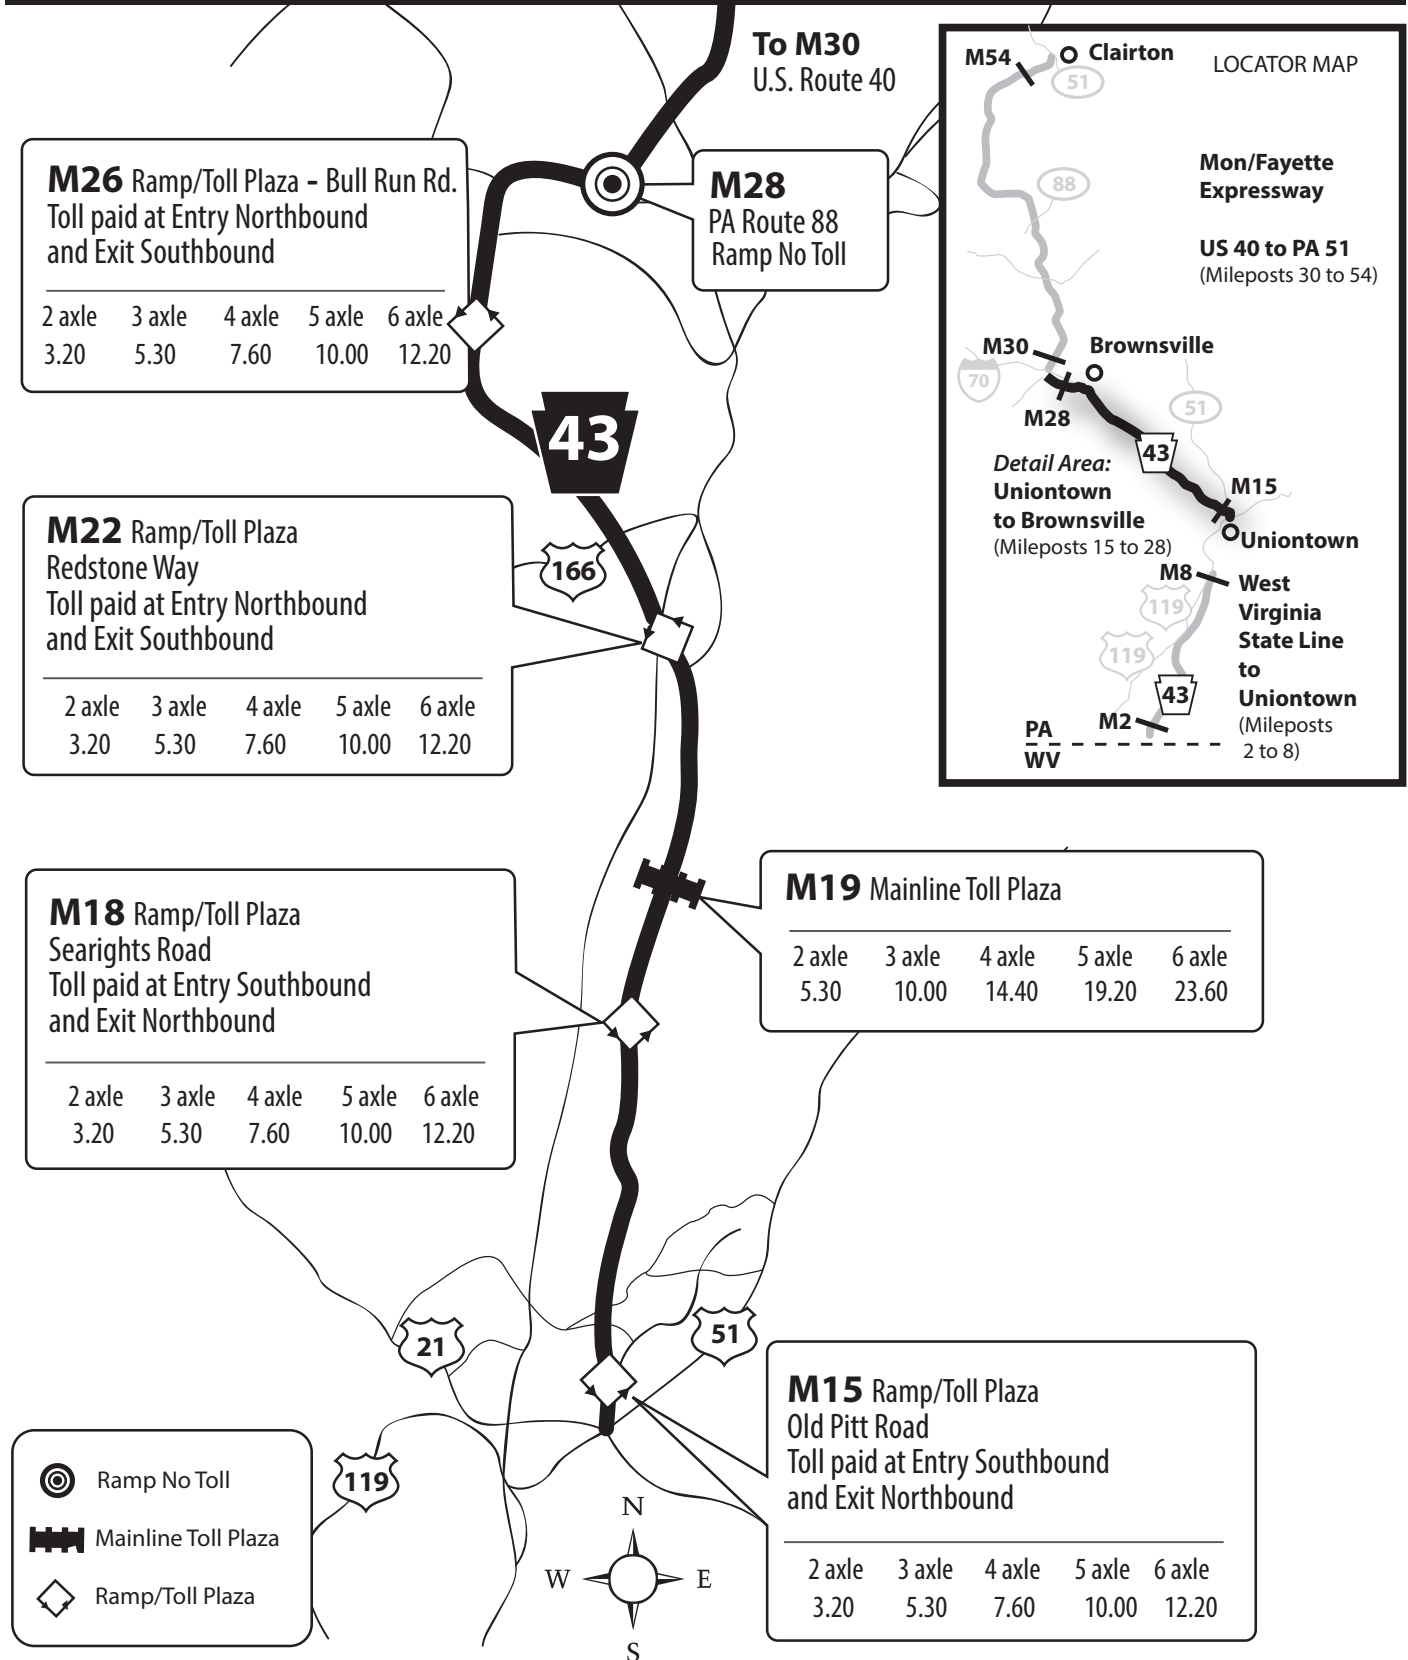 To M30
U.S. Route 40
M26 Ramp/Toll Plaza - Bull Run Rd.
Toll paid at Entry Northbound
and Exit Southbound
2 axle 3 axle 4 axle 5 axle 6 axle
3.20 5.30 7.60 10.00 12.20
M28
PA Route 88
Ramp No Toll
43
M22 Ramp/Toll Plaza
Redstone Way
Toll paid at Entry Northbound
and Exit Southbound
2 axle 3 axle 4 axle 5 axle 6 axle
3.20 5.30 7.60 10.00 12.20
166
M18 Ramp/Toll Plaza
Searights Road
Toll paid at Entry Southbound
and Exit Northbound
2 axle 3 axle 4 axle 5 axle 6 axle
3.20 5.30 7.60 10.00 12.20
M19 Mainline Toll Plaza
2 axle 3 axle 4 axle 5 axle 6 axle
5.30 10.00 14.40 19.20 23.60
21
51
119
M15 Ramp/Toll Plaza
Old Pitt Road
Toll paid at Entry Southbound
and Exit Northbound
2 axle 3 axle 4 axle 5 axle 6 axle
3.20 5.30 7.60 10.00 12.20
Ramp No Toll
Mainline Toll Plaza
Ramp/Toll Plaza
N
W E
S
LOCATOR MAP
M54
Clairton
51
Mon/Fayette
Expressway
88
US 40 to PA 51
(Mileposts 30 to 54)
M30
Brownsville
70
M28
51
43
Detail Area:
Uniontown
to Brownsville
(Mileposts 15 to 28)
M15
Uniontown
M8
West
Virginia
State Line
to
Uniontown
(Mileposts
2 to 8)
119
119
43
M2
PA
WV